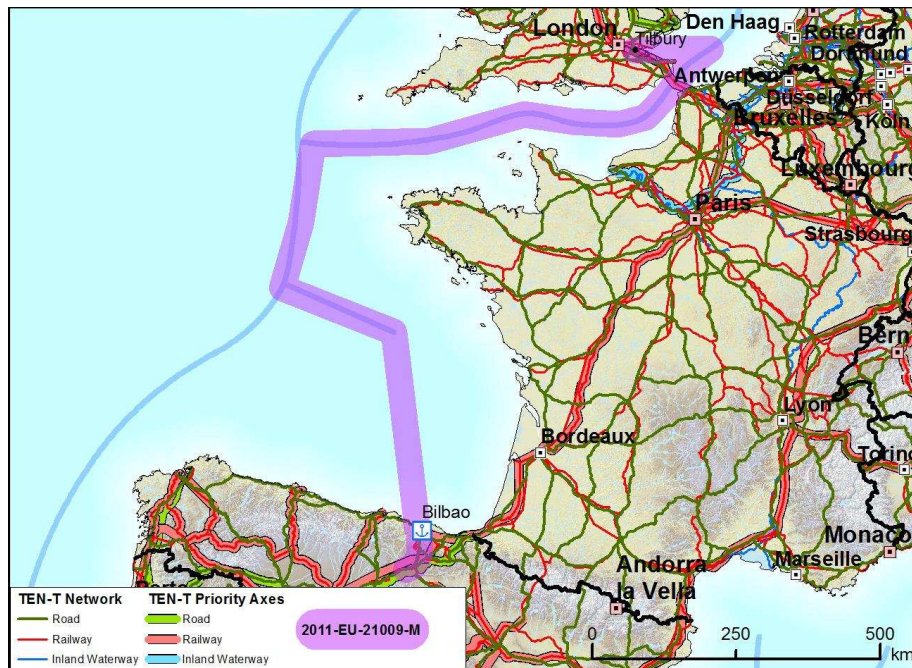 Den Haag
London
Tilbury
Rotterdam
Dortmund
Antwerpen
Düsseldorf
Bruxelles
Köln
Luxembourg
Paris
Strasbourg
Bern
Lyon
Bordeaux
Torino
Bilbao
Monaco
Marseille
Andorra
la Vella
TEN-T Network
Road
Railway
Inland Waterway
TEN-T Priority Axes
Road
Railway
Inland Waterway
2011-EU-21009-M
0 250 500
km